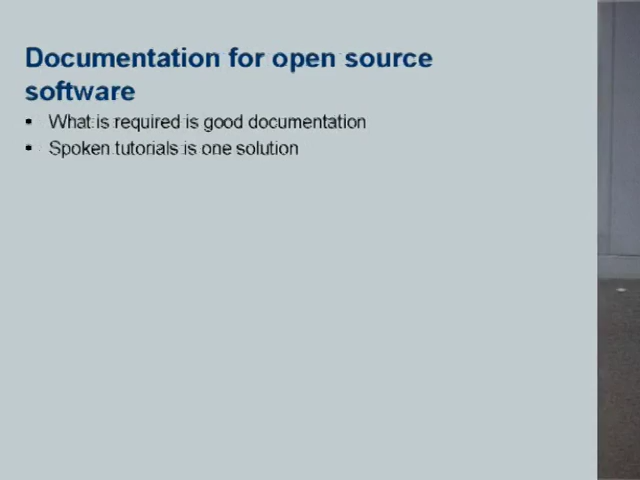 Documentation for open source
software
▪ What is required is good documentation
▪ Spoken tutorials is one solution